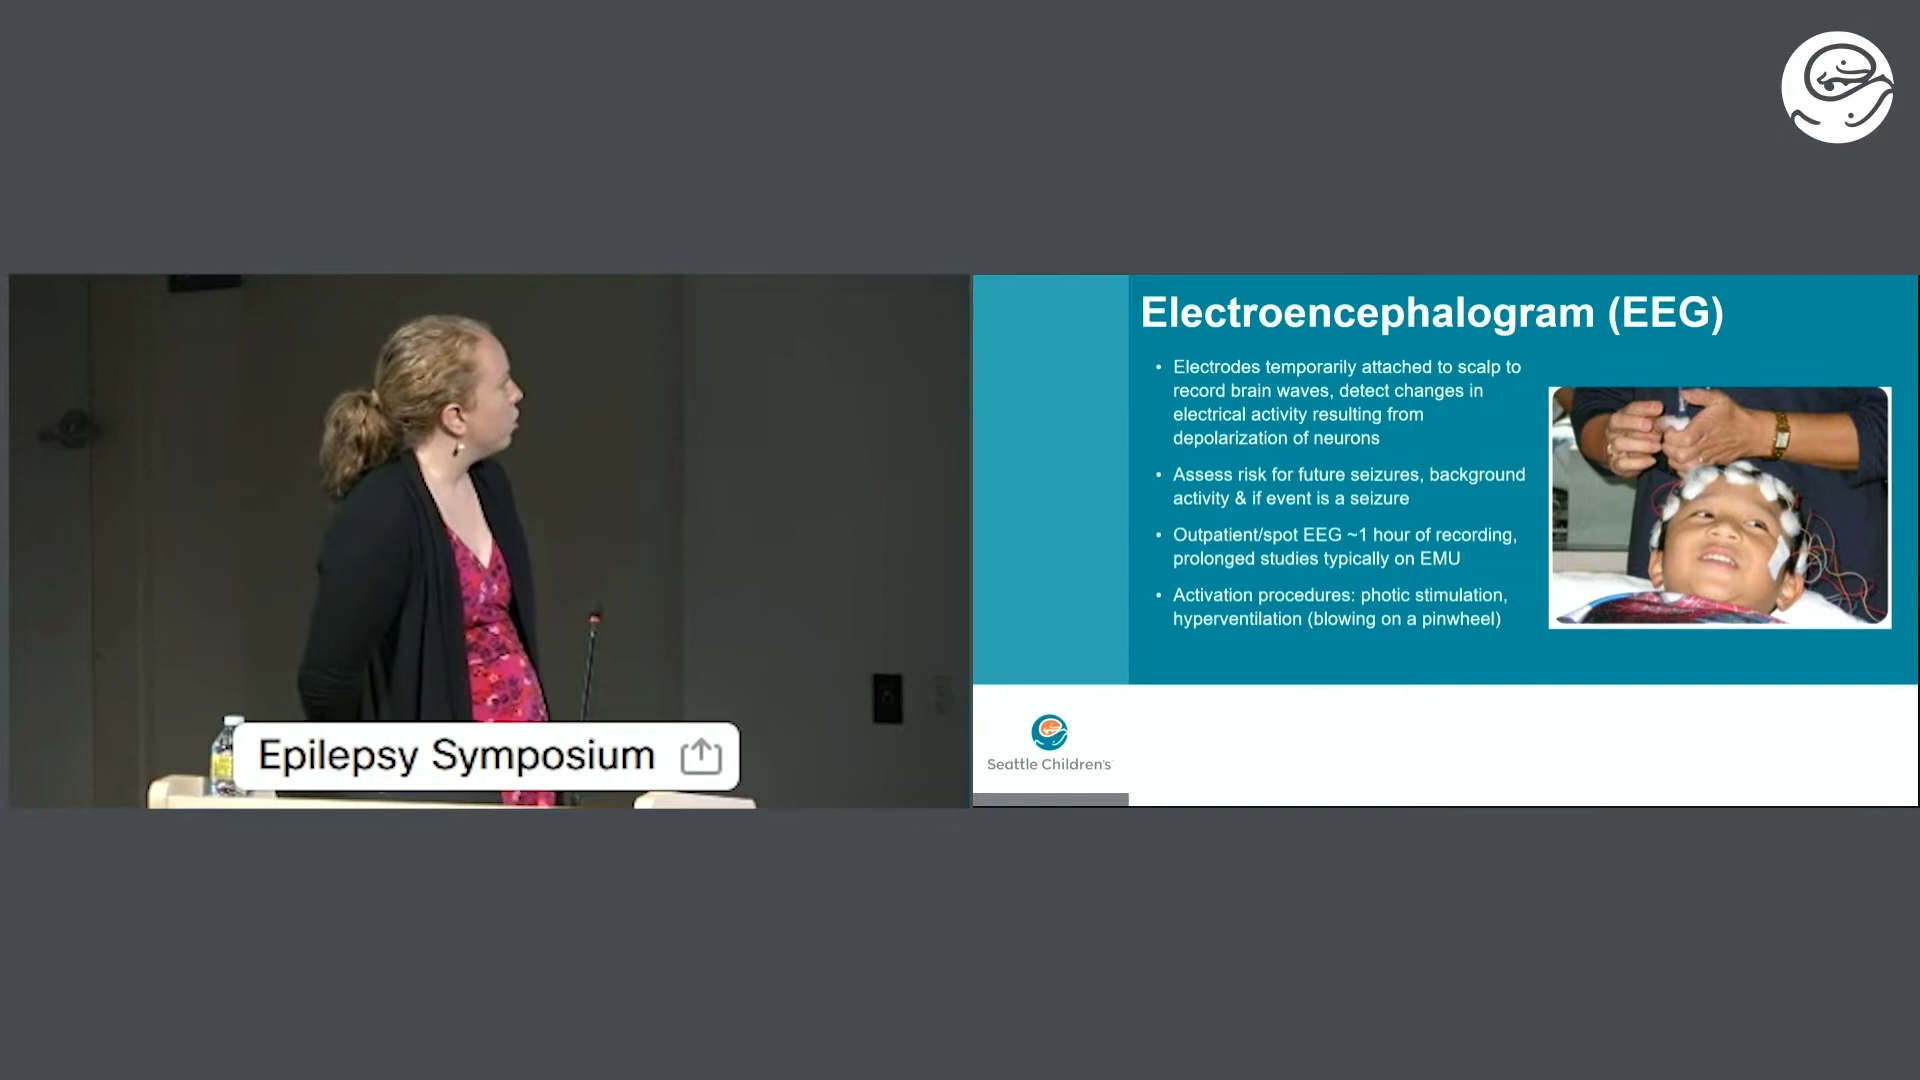 Epilepsy Symposium
Electroencephalogram (EEG)
• Electrodes temporarily attached to scalp to
record brain waves, detect changes in
electrical activity resulting from
depolarization of neurons
• Assess risk for future seizures, background
activity & if event is a seizure
• Outpatient/spot EEG ~1 hour of recording,
prolonged studies typically on EMU
• Activation procedures: photic stimulation,
hyperventilation (blowing on a pinwheel)
Seattle Children's